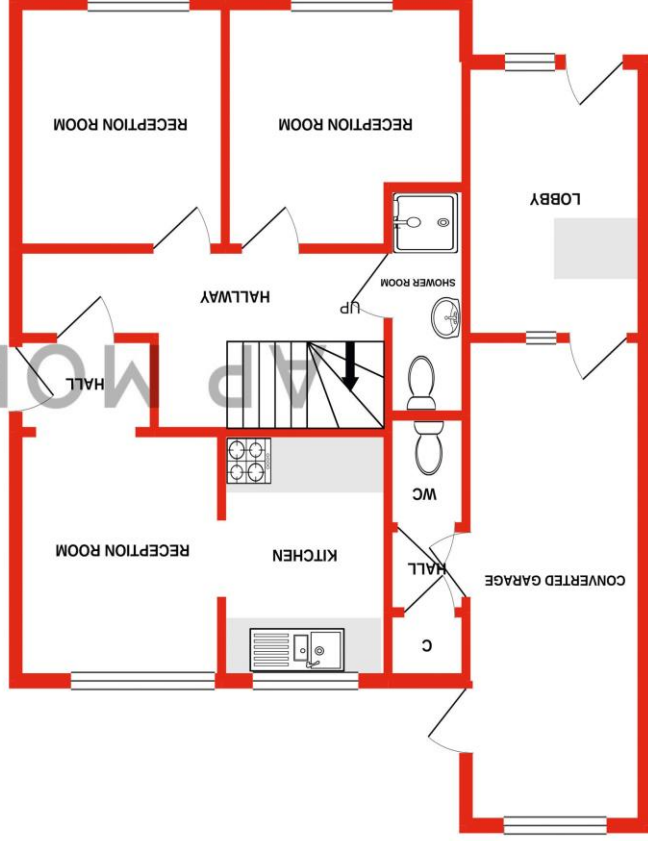 C
CONVERTED GARAGE
HALL
KITCHEN
RECEPTION ROOM
WC
HALL
UP
HALLWAY
SHOWER ROOM
LOBBY
RECEPTION ROOM
RECEPTION ROOM